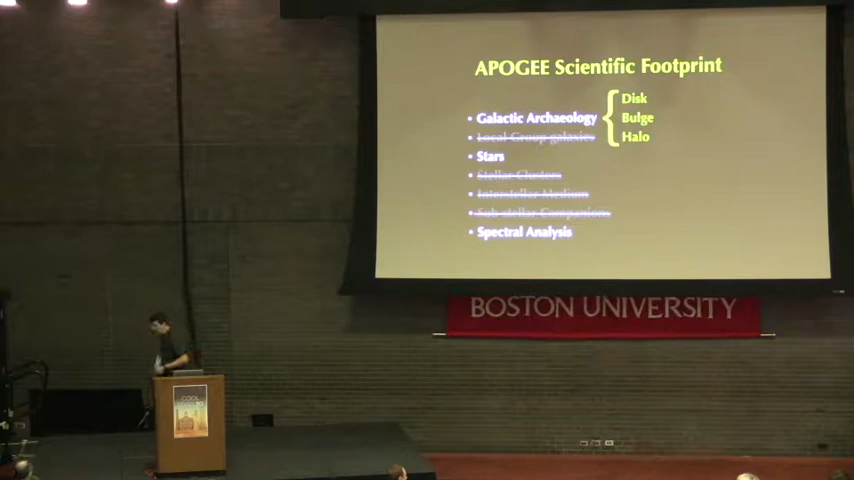 APOGEE Scientific Footprint
• Galactic Archaeology
Disk
Bulge
Halo
• Local Group galaxies
• Stars
• Stellar Clusters
• Interstellar Medium
• Sub-stellar Companions
• Spectral Analysis
BOSTON UNIVERSITY
COOL